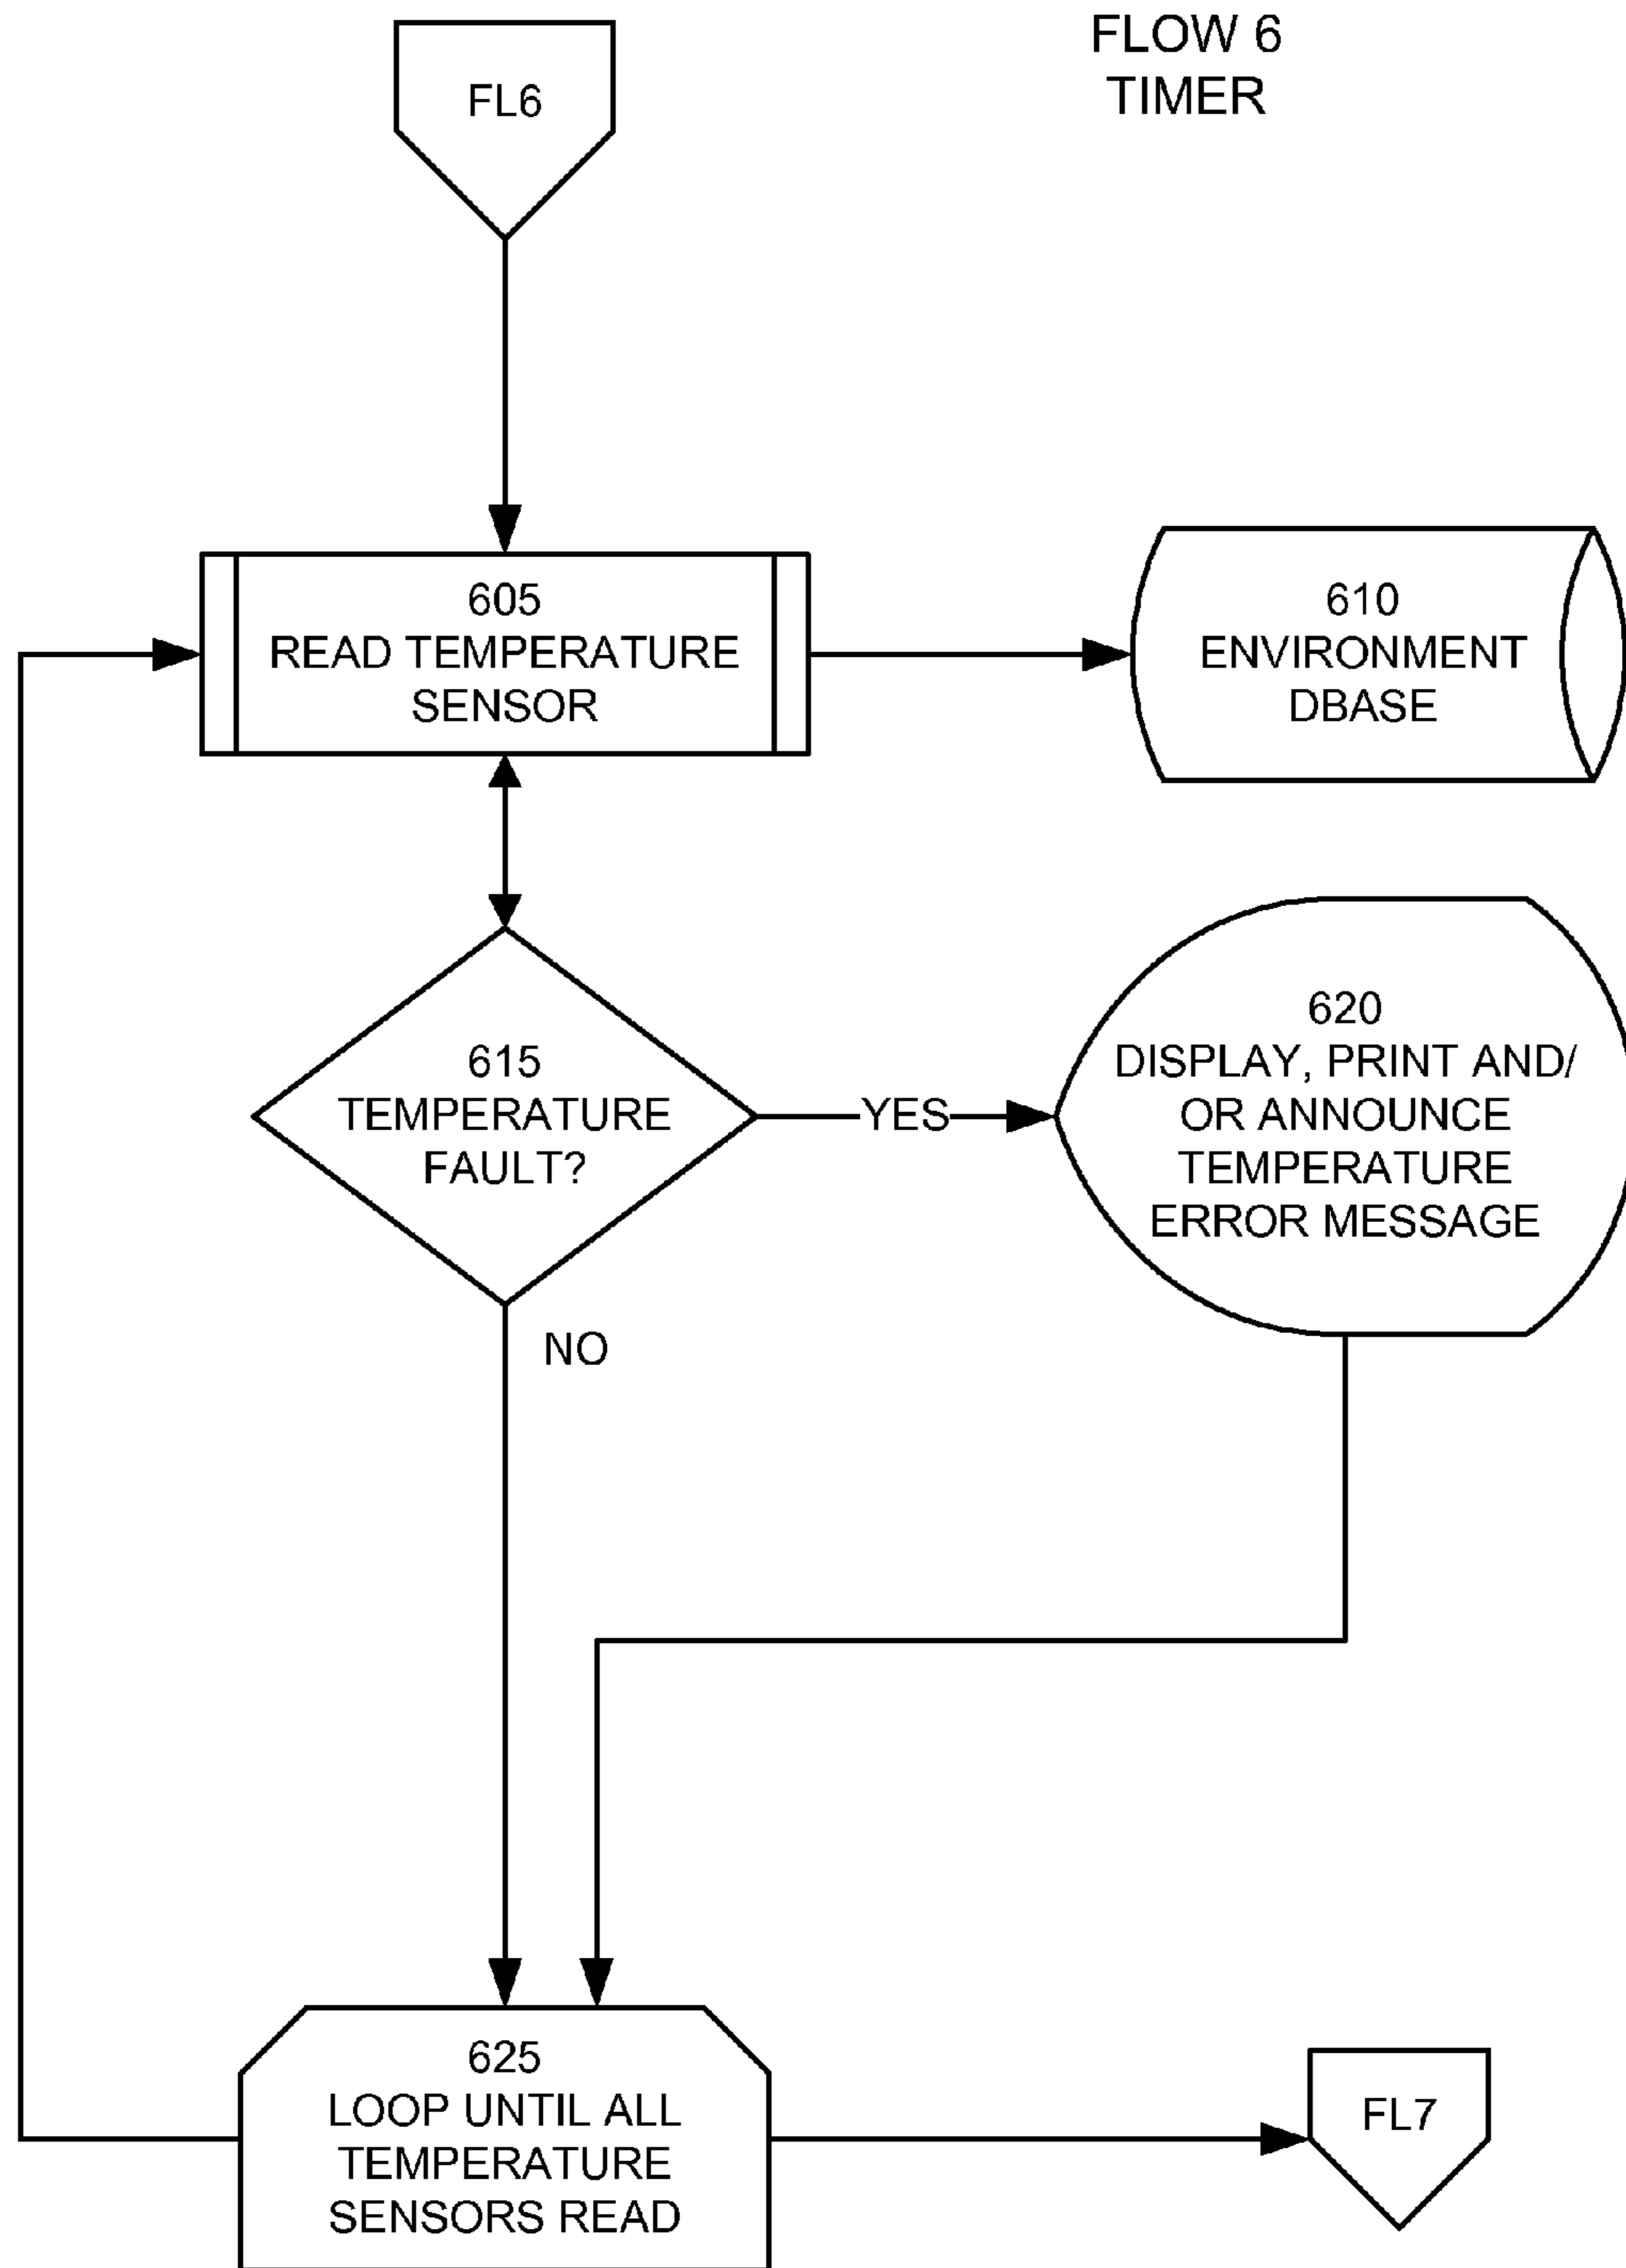 FLOW 6
TIMER
FL6
605
READ TEMPERATURE
SENSOR
610
ENVIRONMENT
DBASE
615
TEMPERATURE
FAULT?
YES
620
DISPLAY, PRINT AND/
OR ANNOUNCE
TEMPERATURE
ERROR MESSAGE
NO
625
LOOP UNTIL ALL
TEMPERATURE
SENSORS READ
FL7